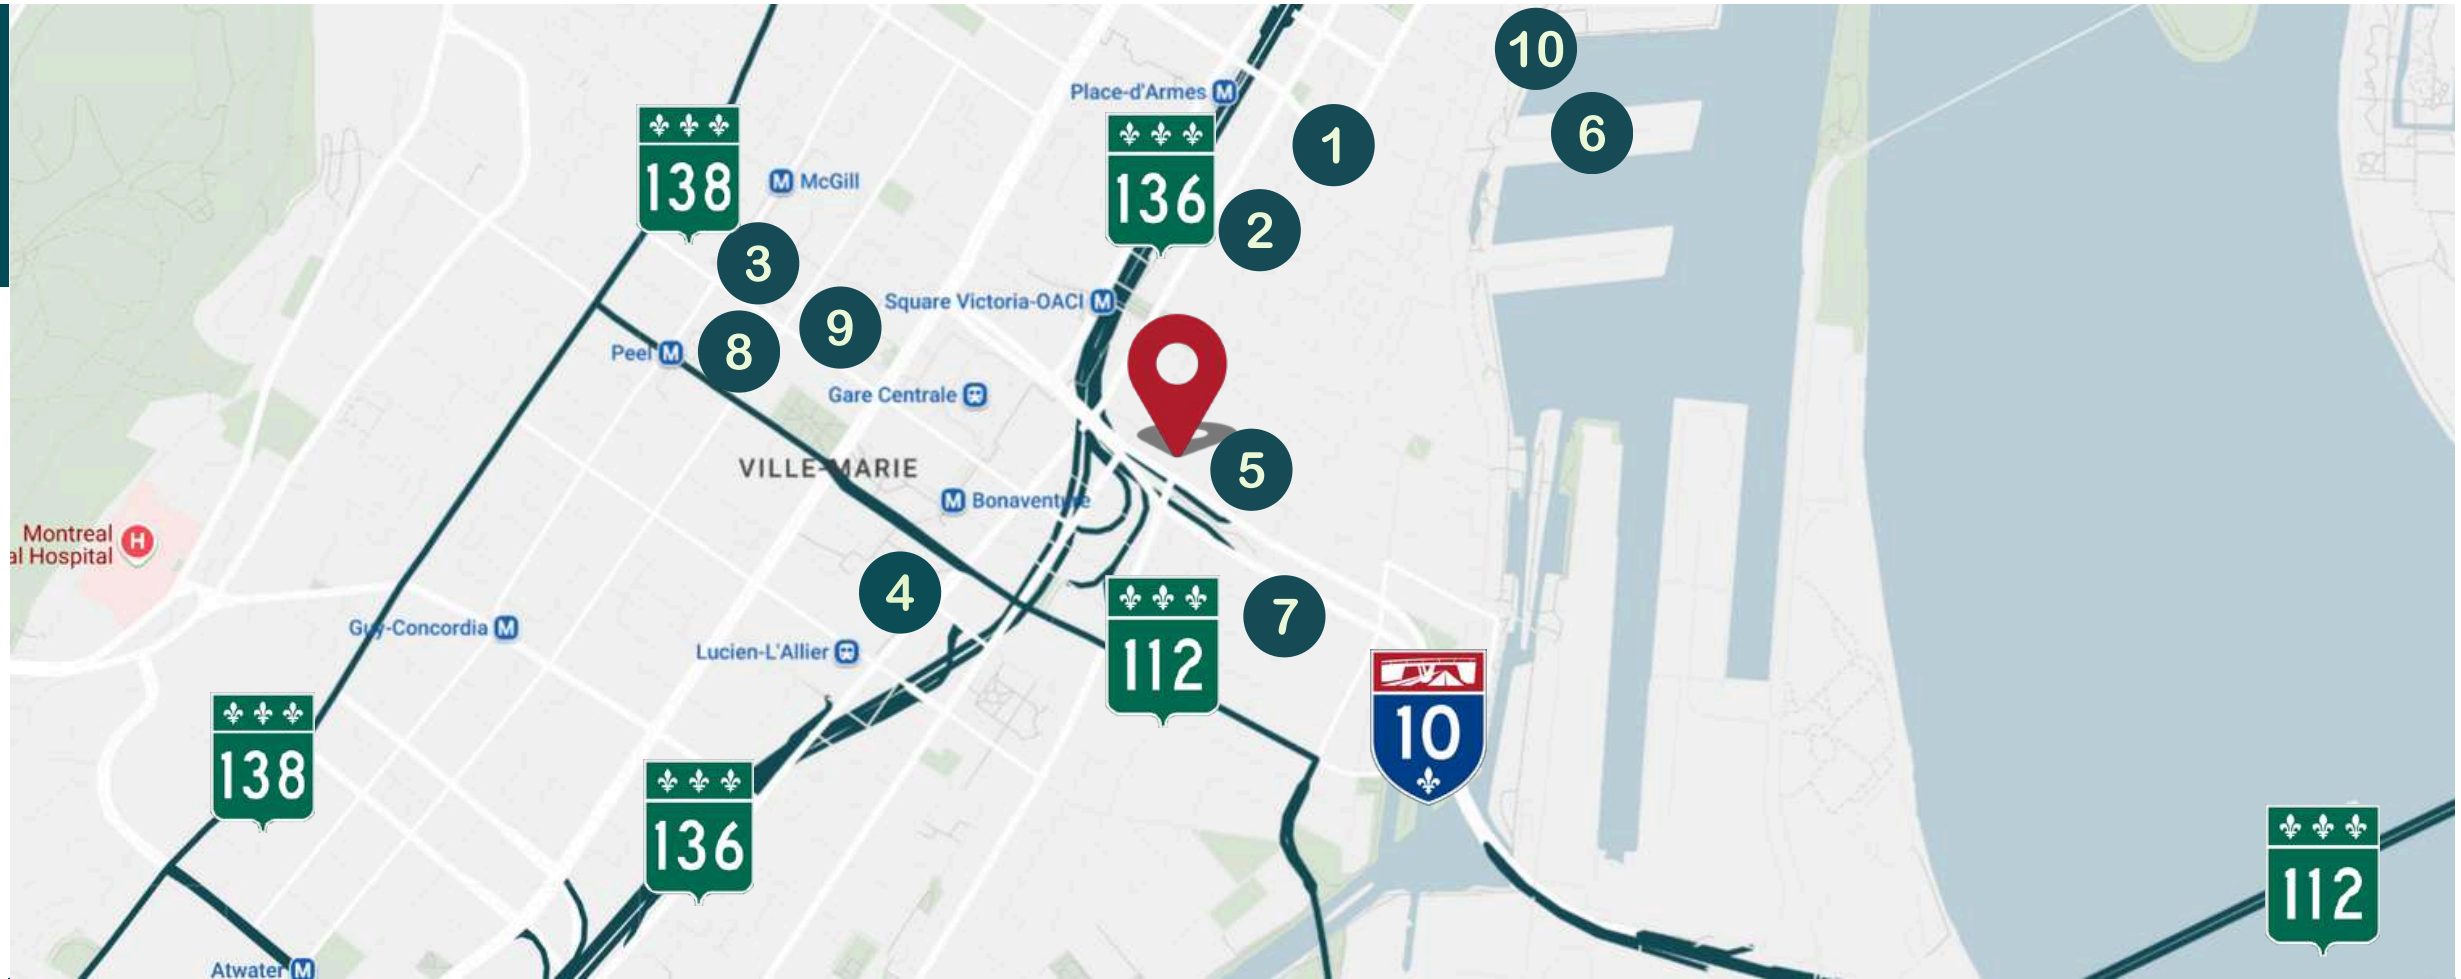 10
Place-d'Armes M
6
138
1
136
M McGill
2
3
Square Victoria-OACI M
9
Peel M
8
Gare Centrale
VILLE-MARIE
5
M Bonaventure
Montreal
al Hospital
H
4
7
Guy-Concordia M
Lucien-L'Allier
112
10
138
136
112
Atwater M